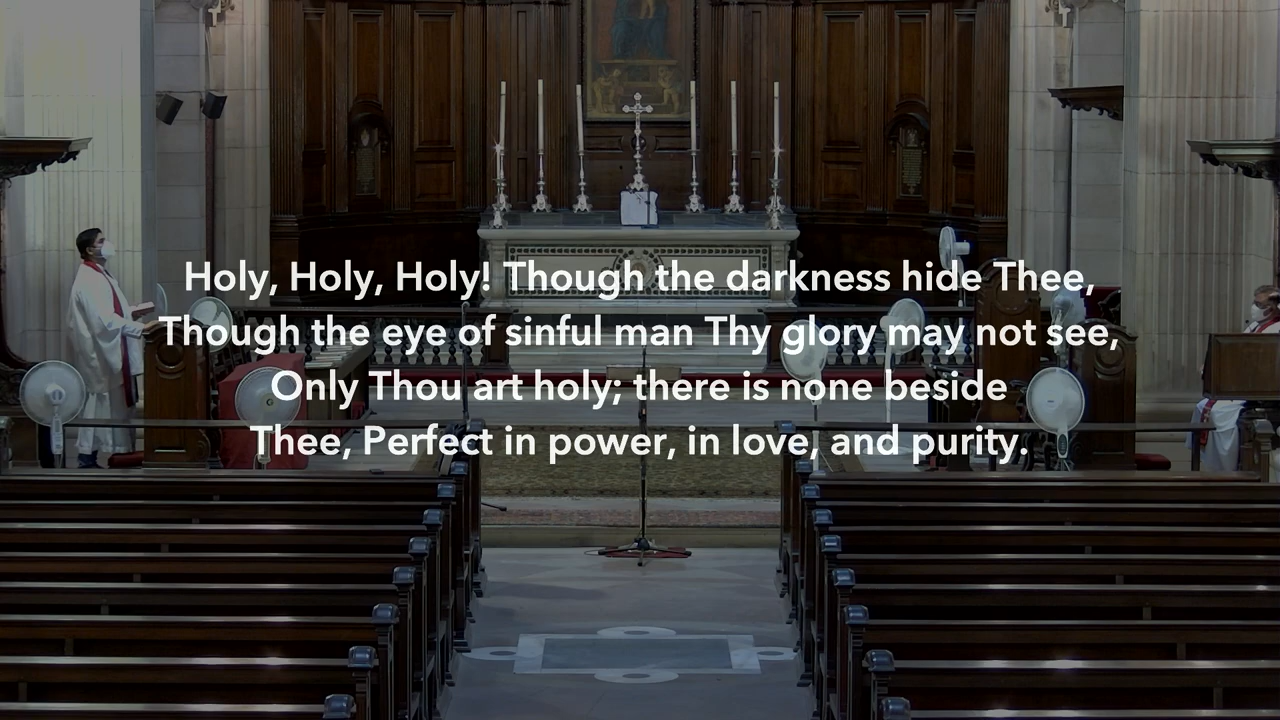 Holy, Holy, Holy! Though the darkness hide Thee,
Though the eye of sinful man Thy glory may not see,
Only Thou art holy; there is none beside
Thee, Perfect in power, in love, and purity.